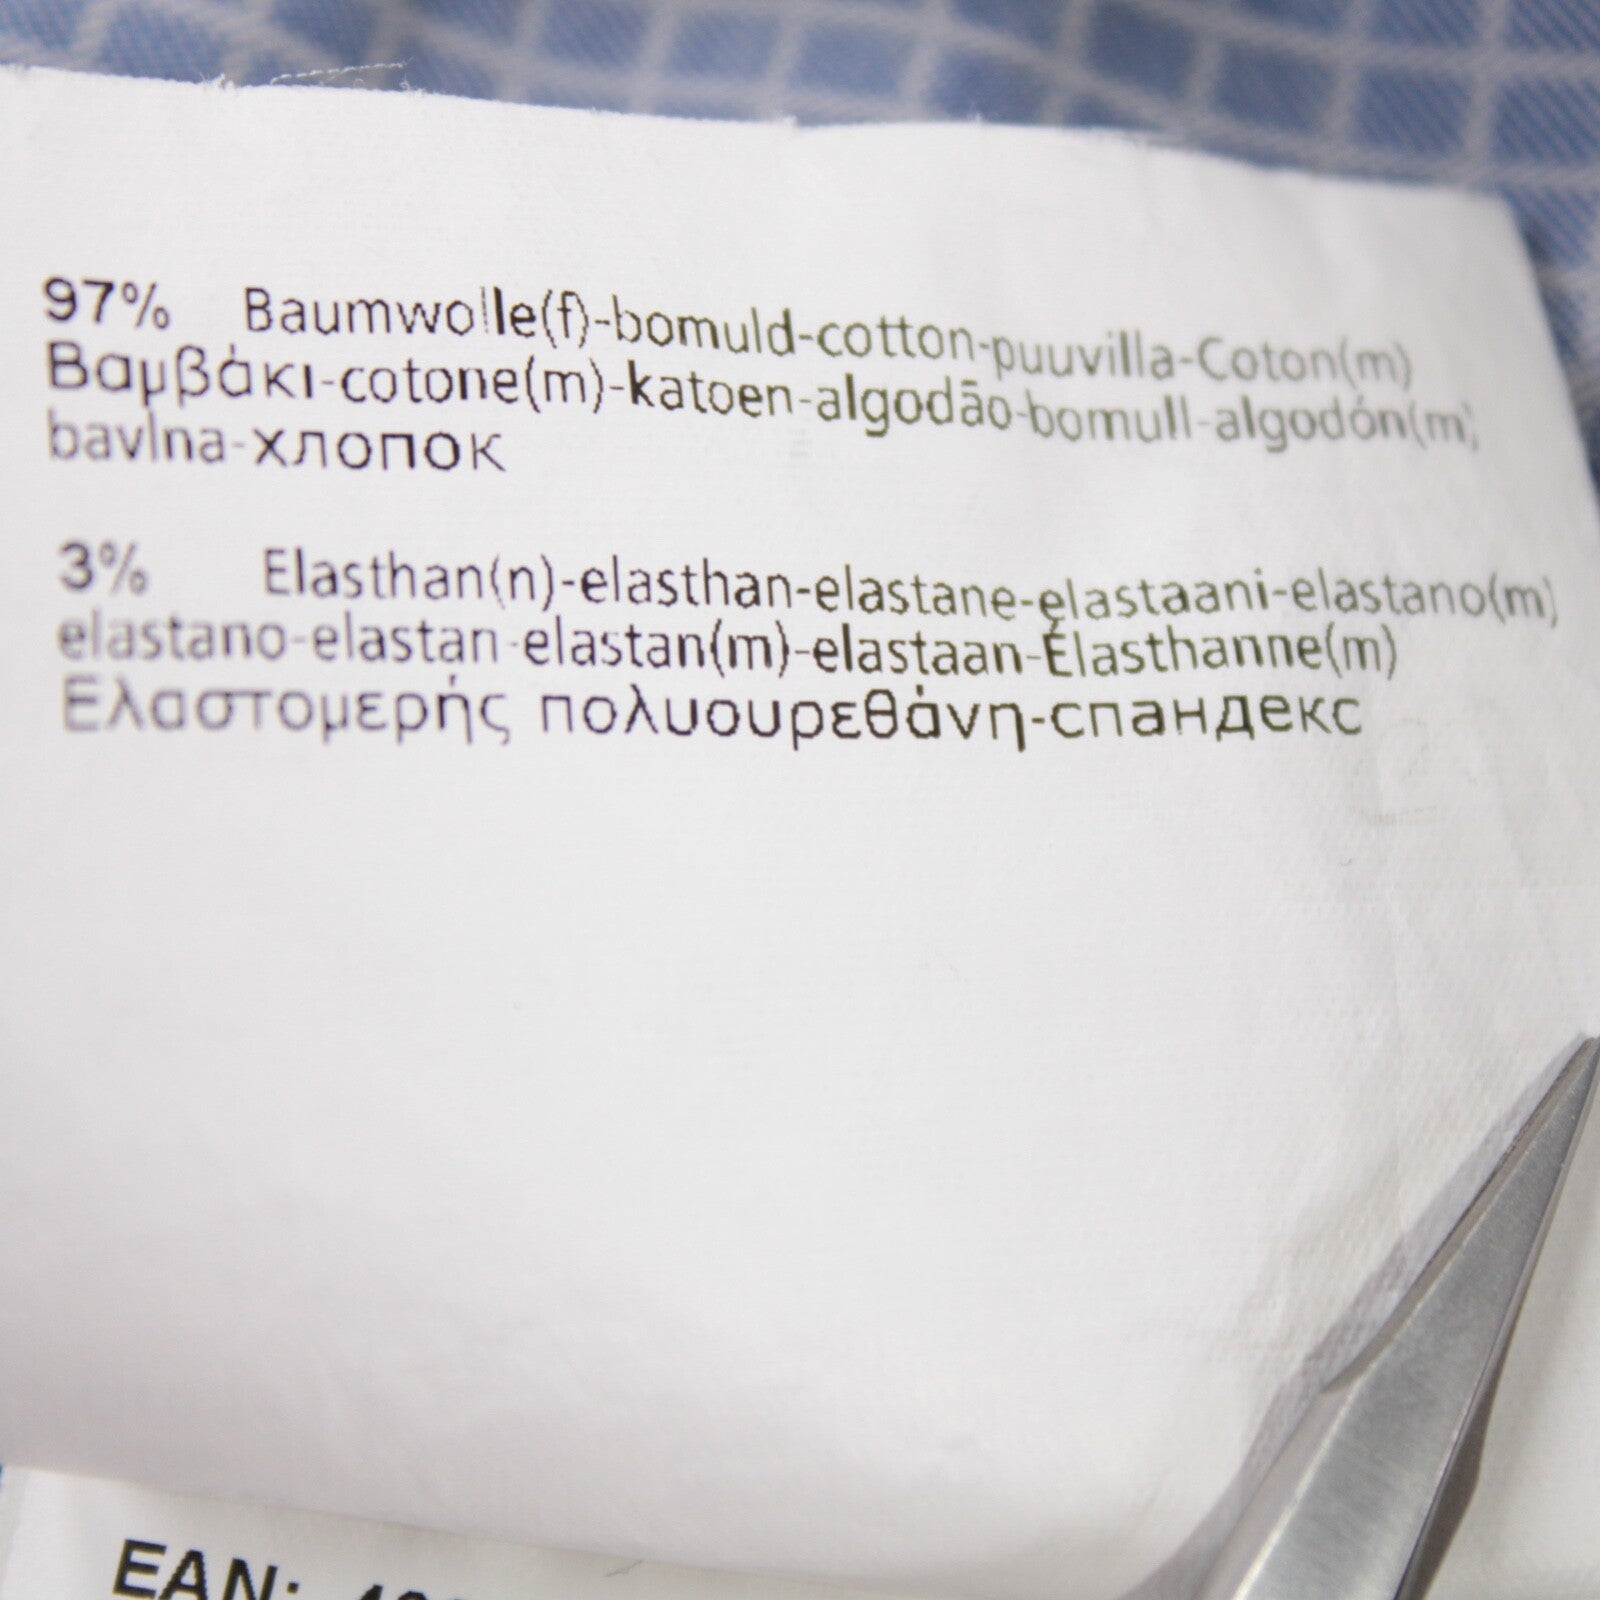 97% Baumwolle(f)-bomuld-cotton-puuvilla-Coton(m)
Βαμβάκι-cotone(m)-katoen-algodão-bomull-algodón(m)
bavlna-хлопок
3% Elasthan(n)-elasthan-elastane-elastaani-elastano(m)
elastano-elastan-elastan(m)-elastaan-Élasthanne(m)
Ελαστομερής πολυουρεθάνη-спандекс
EAN: